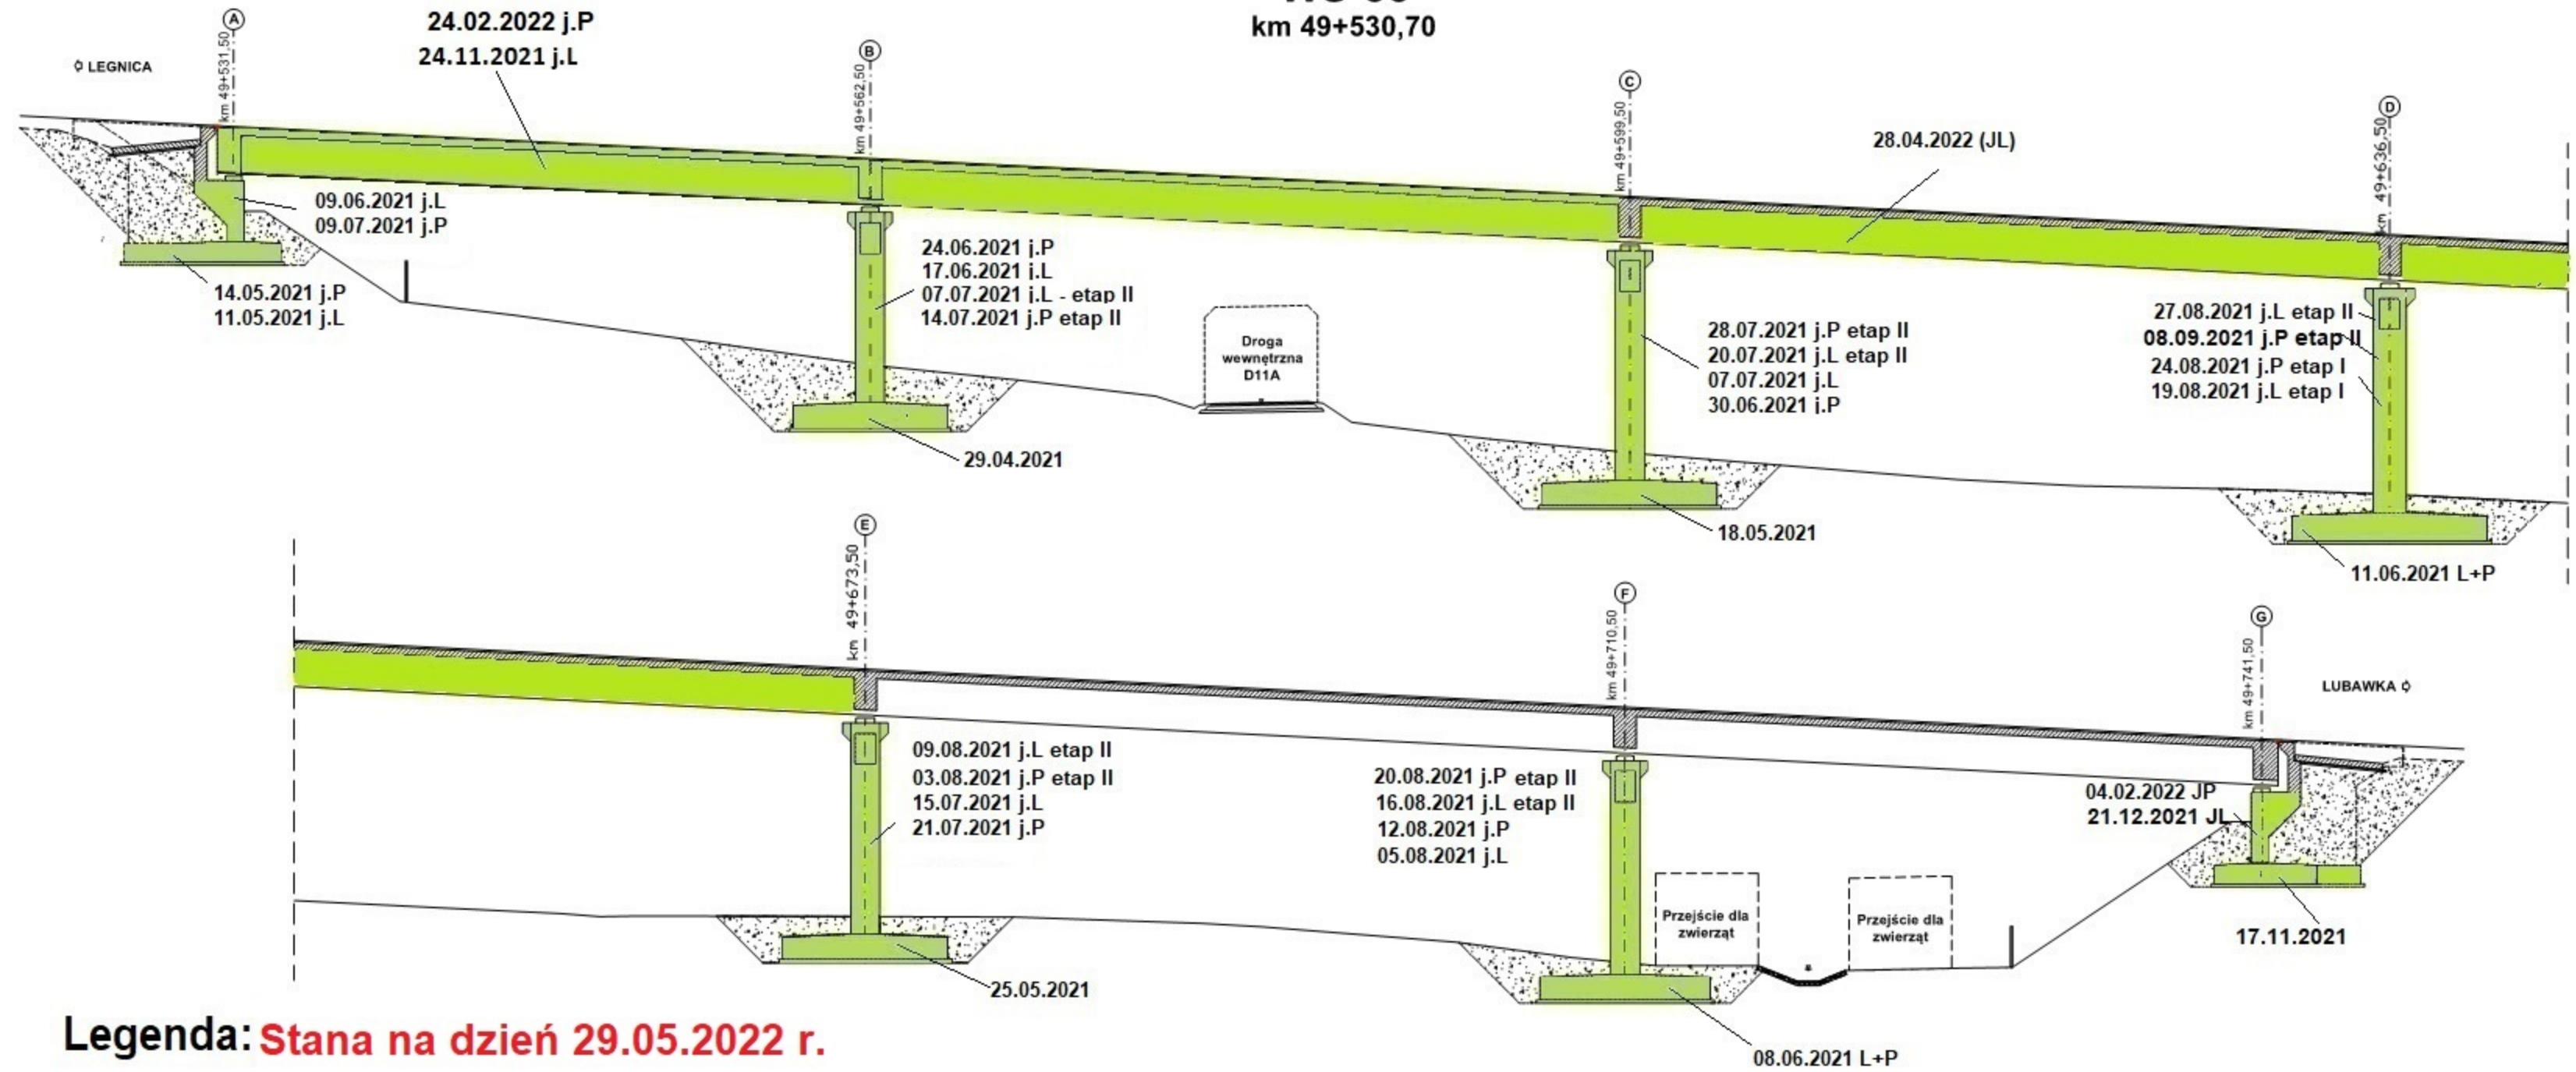 km 49+530,70
A
km 49+531,50
LEGNICA
24.02.2022 j.P
24.11.2021 j.L
B
km 49+562,50
C
km 49+599,50
D
km 49+636,50
28.04.2022 (JL)
09.06.2021 j.L
09.07.2021 j.P
14.05.2021 j.P
11.05.2021 j.L
24.06.2021 j.P
17.06.2021 j.L
07.07.2021 j.L - etap II
14.07.2021 j.P etap II
29.04.2021
Droga
wewnętrzna
D11A
28.07.2021 j.P etap II
20.07.2021 j.L etap II
07.07.2021 j.L
30.06.2021 j.P
18.05.2021
27.08.2021 j.L etap II
08.09.2021 j.P etap II
24.08.2021 j.P etap I
19.08.2021 j.L etap I
11.06.2021 L+P
E
km 49+673,50
F
km 49+710,50
G
km 49+741,50
LUBAWKA
09.08.2021 j.L etap II
03.08.2021 j.P etap II
15.07.2021 j.L
21.07.2021 j.P
25.05.2021
20.08.2021 j.P etap II
16.08.2021 j.L etap II
12.08.2021 j.P
05.08.2021 j.L
08.06.2021 L+P
Przejście dla
zwierząt
Przejście dla
zwierząt
04.02.2022 JP
21.12.2021 JL
17.11.2021
Legenda: Stana na dzień 29.05.2022 r.